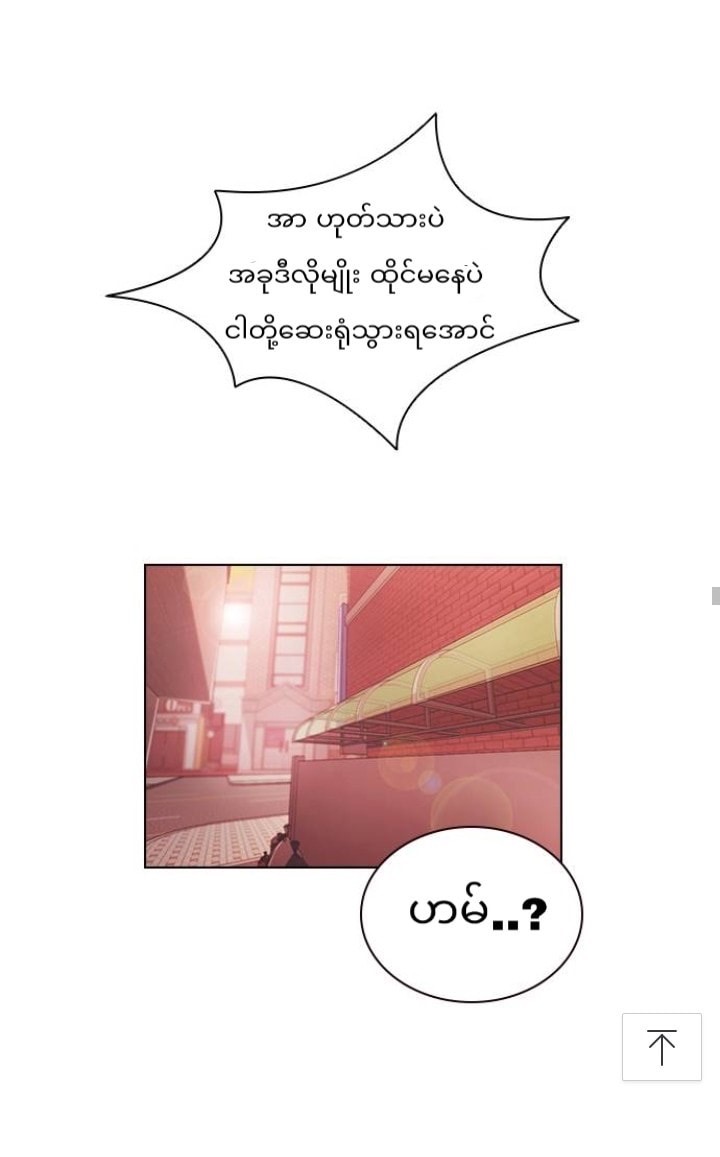 အာ ဟုတ်သားပဲ
အခုဒီလိုမျိုး ထိုင်မနေပဲ
ငါတို့ဆေးရုံသွားရအောင်
ဟမ်..?